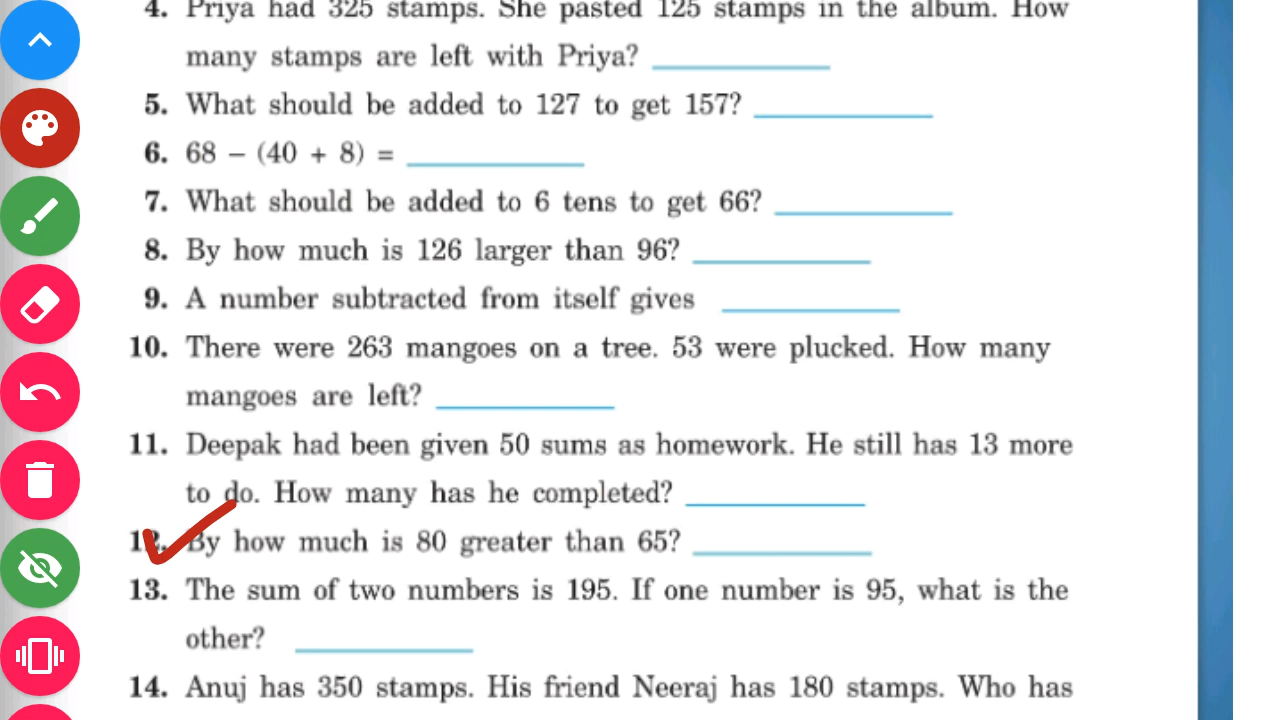 4. Priya had 325 stamps. She pasted 125 stamps in the album. How
many stamps are left with Priya?
5. What should be added to 127 to get 157?
6. 68 – (40 + 8) =
7. What should be added to 6 tens to get 66?
8. By how much is 126 larger than 96?
9. A number subtracted from itself gives
10. There were 263 mangoes on a tree. 53 were plucked. How many
mangoes are left?
11. Deepak had been given 50 sums as homework. He still has 13 more
to do. How many has he completed?
12. By how much is 80 greater than 65?
13. The sum of two numbers is 195. If one number is 95, what is the
other?
14. Anuj has 350 stamps. His friend Neeraj has 180 stamps. Who has